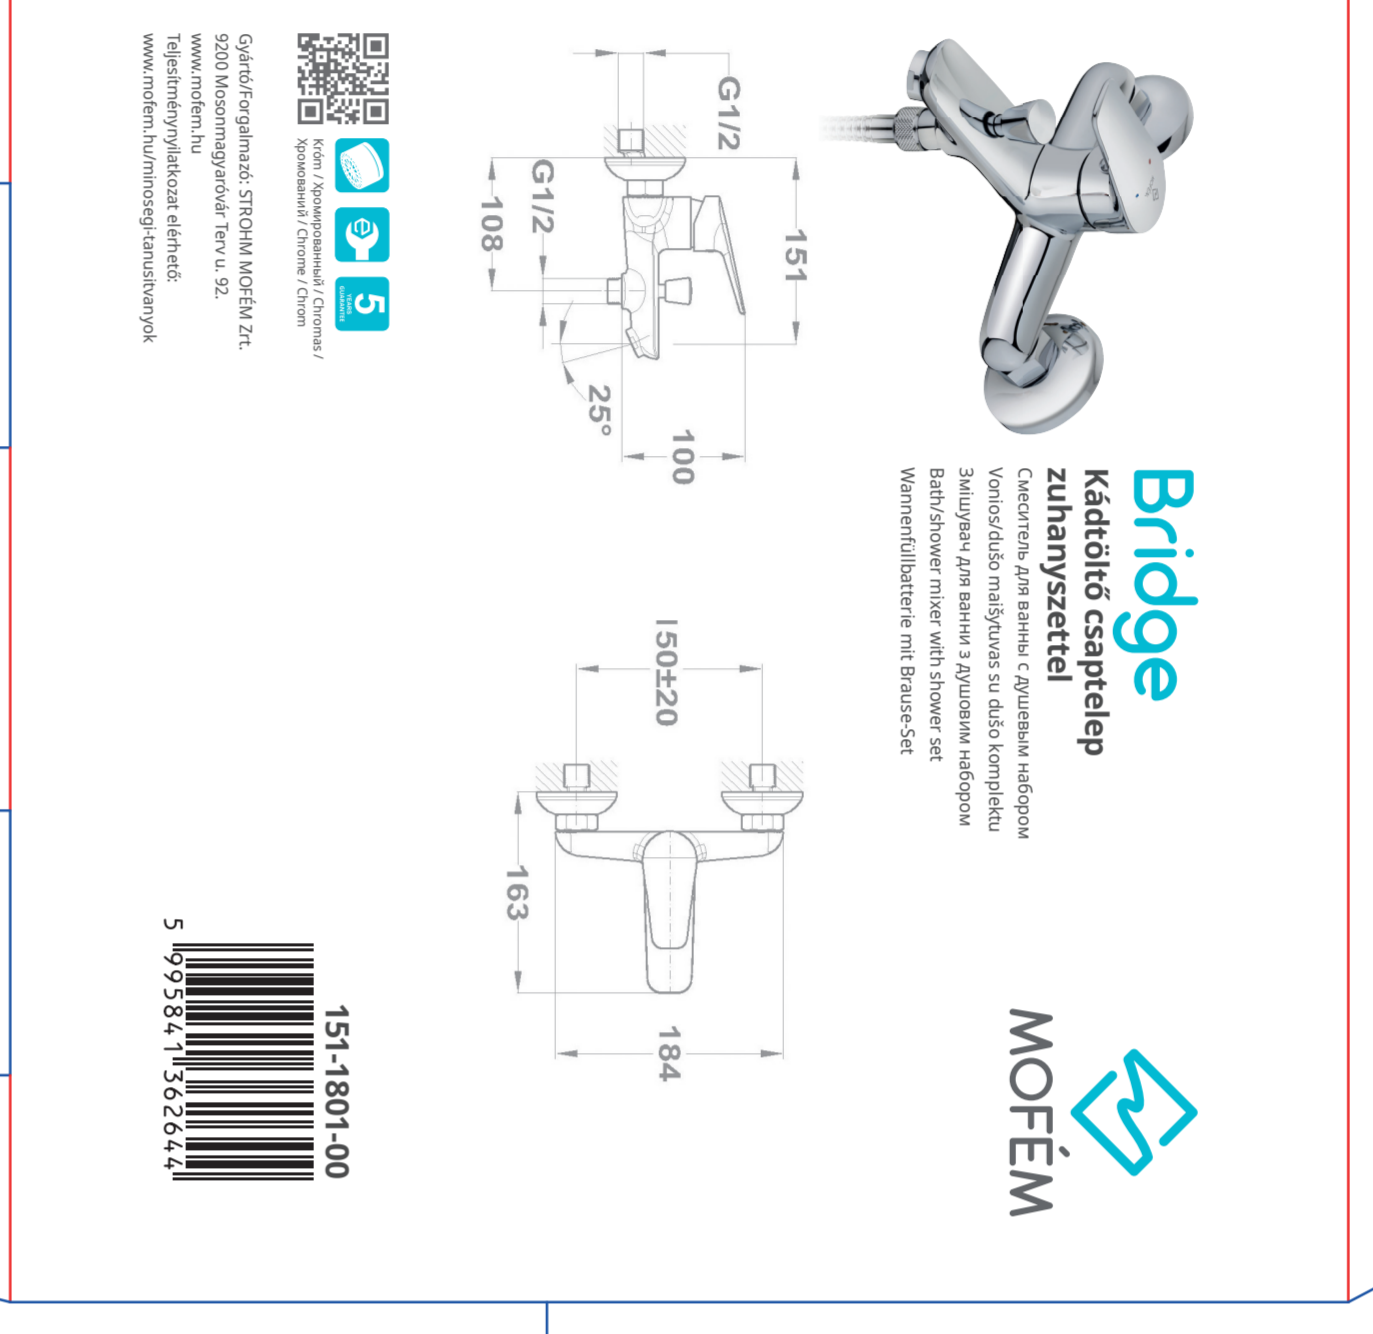 Bridge
Kádtöltő csaptelep
zuhanyszettel
Смеситель для ванны с душевым набором
Vonios/dušo maišytuvas su dušo komplektu
Змішувач для ванни з душовим набором
Bath/shower mixer with shower set
Wannenfüllbatterie mit Brause-Set
MOFÉM
G1/2
151
G1/2
108
25°
100
150±20
163
184
5
YEARS
GUARANTEE
Króm / Хромированный / Chromas /
Хромований / Chrome / Chrom
Gyártó/Forgalmazó: STROHM MOFÉM Zrt.
9200 Mosonmagyaróvár Terv u. 92.
www.mofem.hu
Teljesítménynyilatkozat elérhető:
www.mofem.hu/minosegi-tanusitvanyok
151-1801-00
5 995841 362644